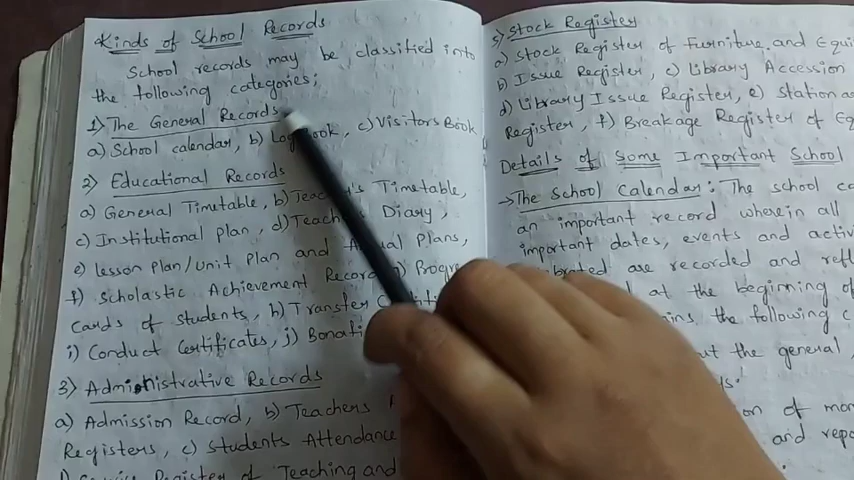 Kinds of School Records
School records may be classified into
the following categories;
1) The General Records
a) School calendar, b) Log Book, c) Visitors Book
2) Educational Records
a) General Timetable, b) Teacher's Timetable,
c) Institutional plan, d) Teacher Diary,
e) lesson plan/unit plan and Annual Plans,
f) Scholastic Achievement Record
cards of students, h) Transfer
i) Conduct Certificates, j) Bonafi
3) Administrative Records
a) Admission Record, b) Teachers
Registers, c) Students Attendance
Service Register of Teaching and
5) Stock Register
a) Stock Register of Furniture and Equi
b) Issue Register, c) Library Accession
d) Library Issue Register, e) Station
Register, f) Breakage Register of Eq
Details of Some Important School
→The School Calendar: The school ca
an important record wherein all
important dates, events and activ
are recorded and refl
at the beginning of
the following c
the general,
on of mon
and repo